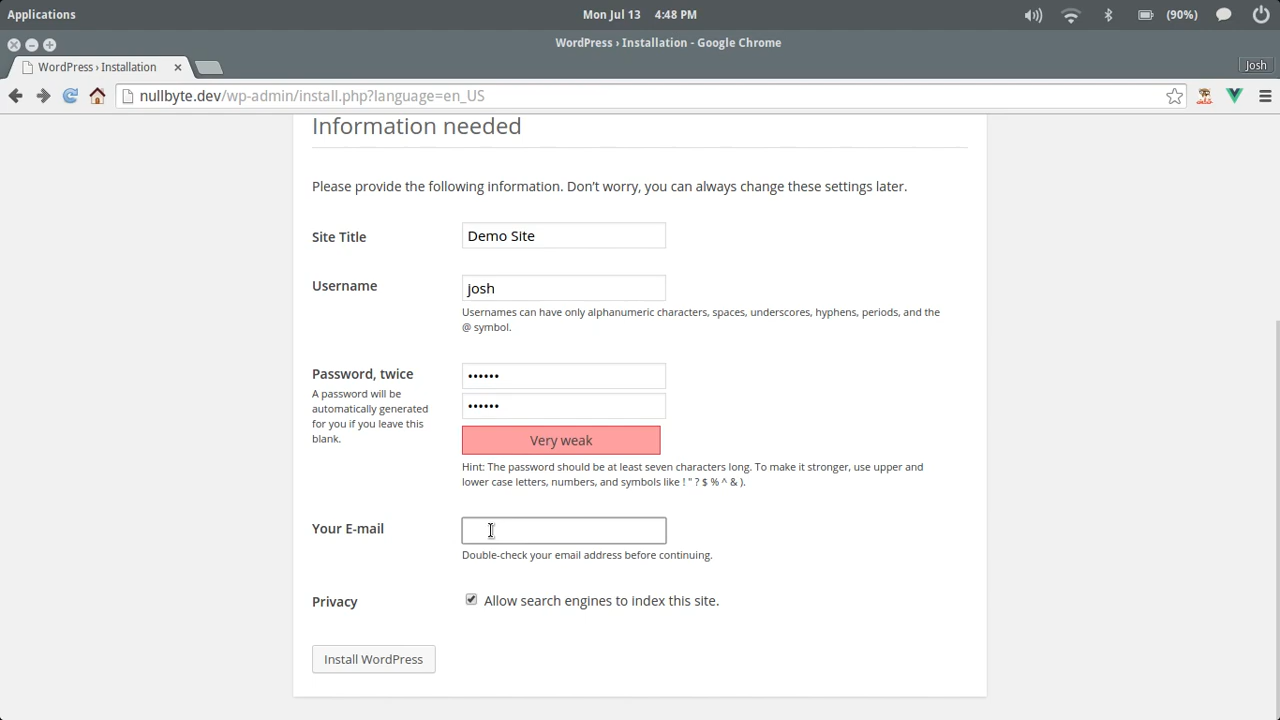 Applications
Mon Jul 13 4:48 PM
(90%)
WordPress › Installation - Google Chrome
WordPress › Installation
Josh
nullbyte.dev/wp-admin/install.php?language=en_US
Information needed
Please provide the following information. Don't worry, you can always change these settings later.
Site Title
Demo Site
Username
josh
Usernames can have only alphanumeric characters, spaces, underscores, hyphens, periods, and the
@ symbol.
Password, twice
A password will be
automatically generated
for you if you leave this
blank.
••••••
••••••
Very weak
Hint: The password should be at least seven characters long. To make it stronger, use upper and
lower case letters, numbers, and symbols like ! " ? $ % ^ & ).
Your E-mail
Double-check your email address before continuing.
Privacy
Allow search engines to index this site.
Install WordPress